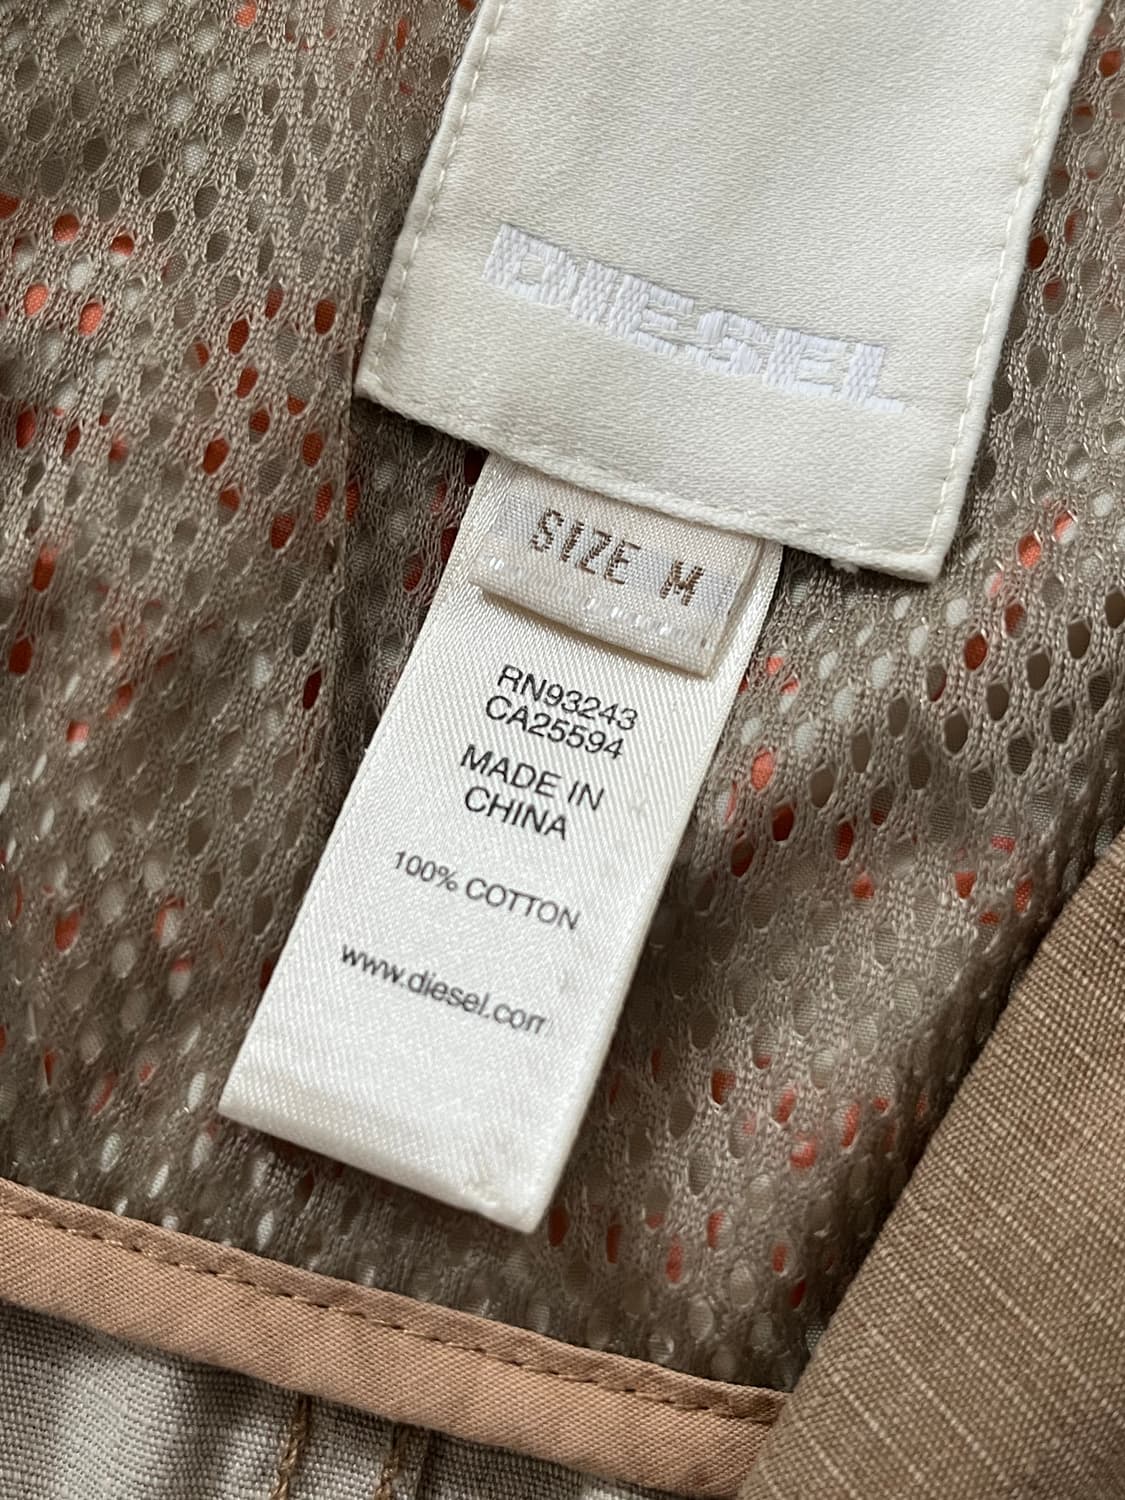 DIESEL
SIZE M
RN93243
CA25594
MADE IN
CHINA
100% COTTON
www.diesel.com